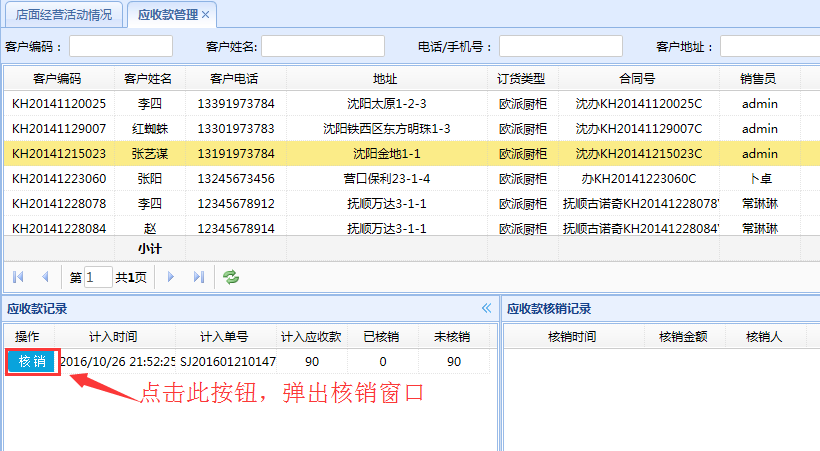 店面经营活动情况 应收款管理
客户编码： 客户姓名: 电话/手机号： 客户地址：
客户编码 客户姓名 客户电话 地址 订货类型 合同号 销售员
KH20141120025 李四 13391973784 沈阳太原1-2-3 欧派厨柜 沈办KH20141120025C admin
KH20141129007 红蜘蛛 13301973783 沈阳铁西区东方明珠1-3 欧派厨柜 沈办KH20141129007C admin
KH20141215023 张艺谋 13191973784 沈阳金地1-1 欧派厨柜 沈办KH20141215023C admin
KH20141223060 张阳 13245673456 营口保利23-1-4 欧派厨柜 办KH20141223060C 卜卓
KH20141228078 李四 13245678912 抚顺万达3-1-1 欧派厨柜 抚顺古诺奇KH20141228078 常琳琳
KH20141228084 赵 13245678914 抚顺万达3-1-1 欧派厨柜 抚顺古诺奇KH20141228084 常琳琳
小计
第 1 共1页
应收款记录 应收款核销记录
操作 计入时间 计入单号 计入应收款 已核销 未核销 核销时间 核销金额 核销人
核销 2016/10/26 21:52:25 SJ201601210147 90 0 90
点击此按钮，弹出核销窗口